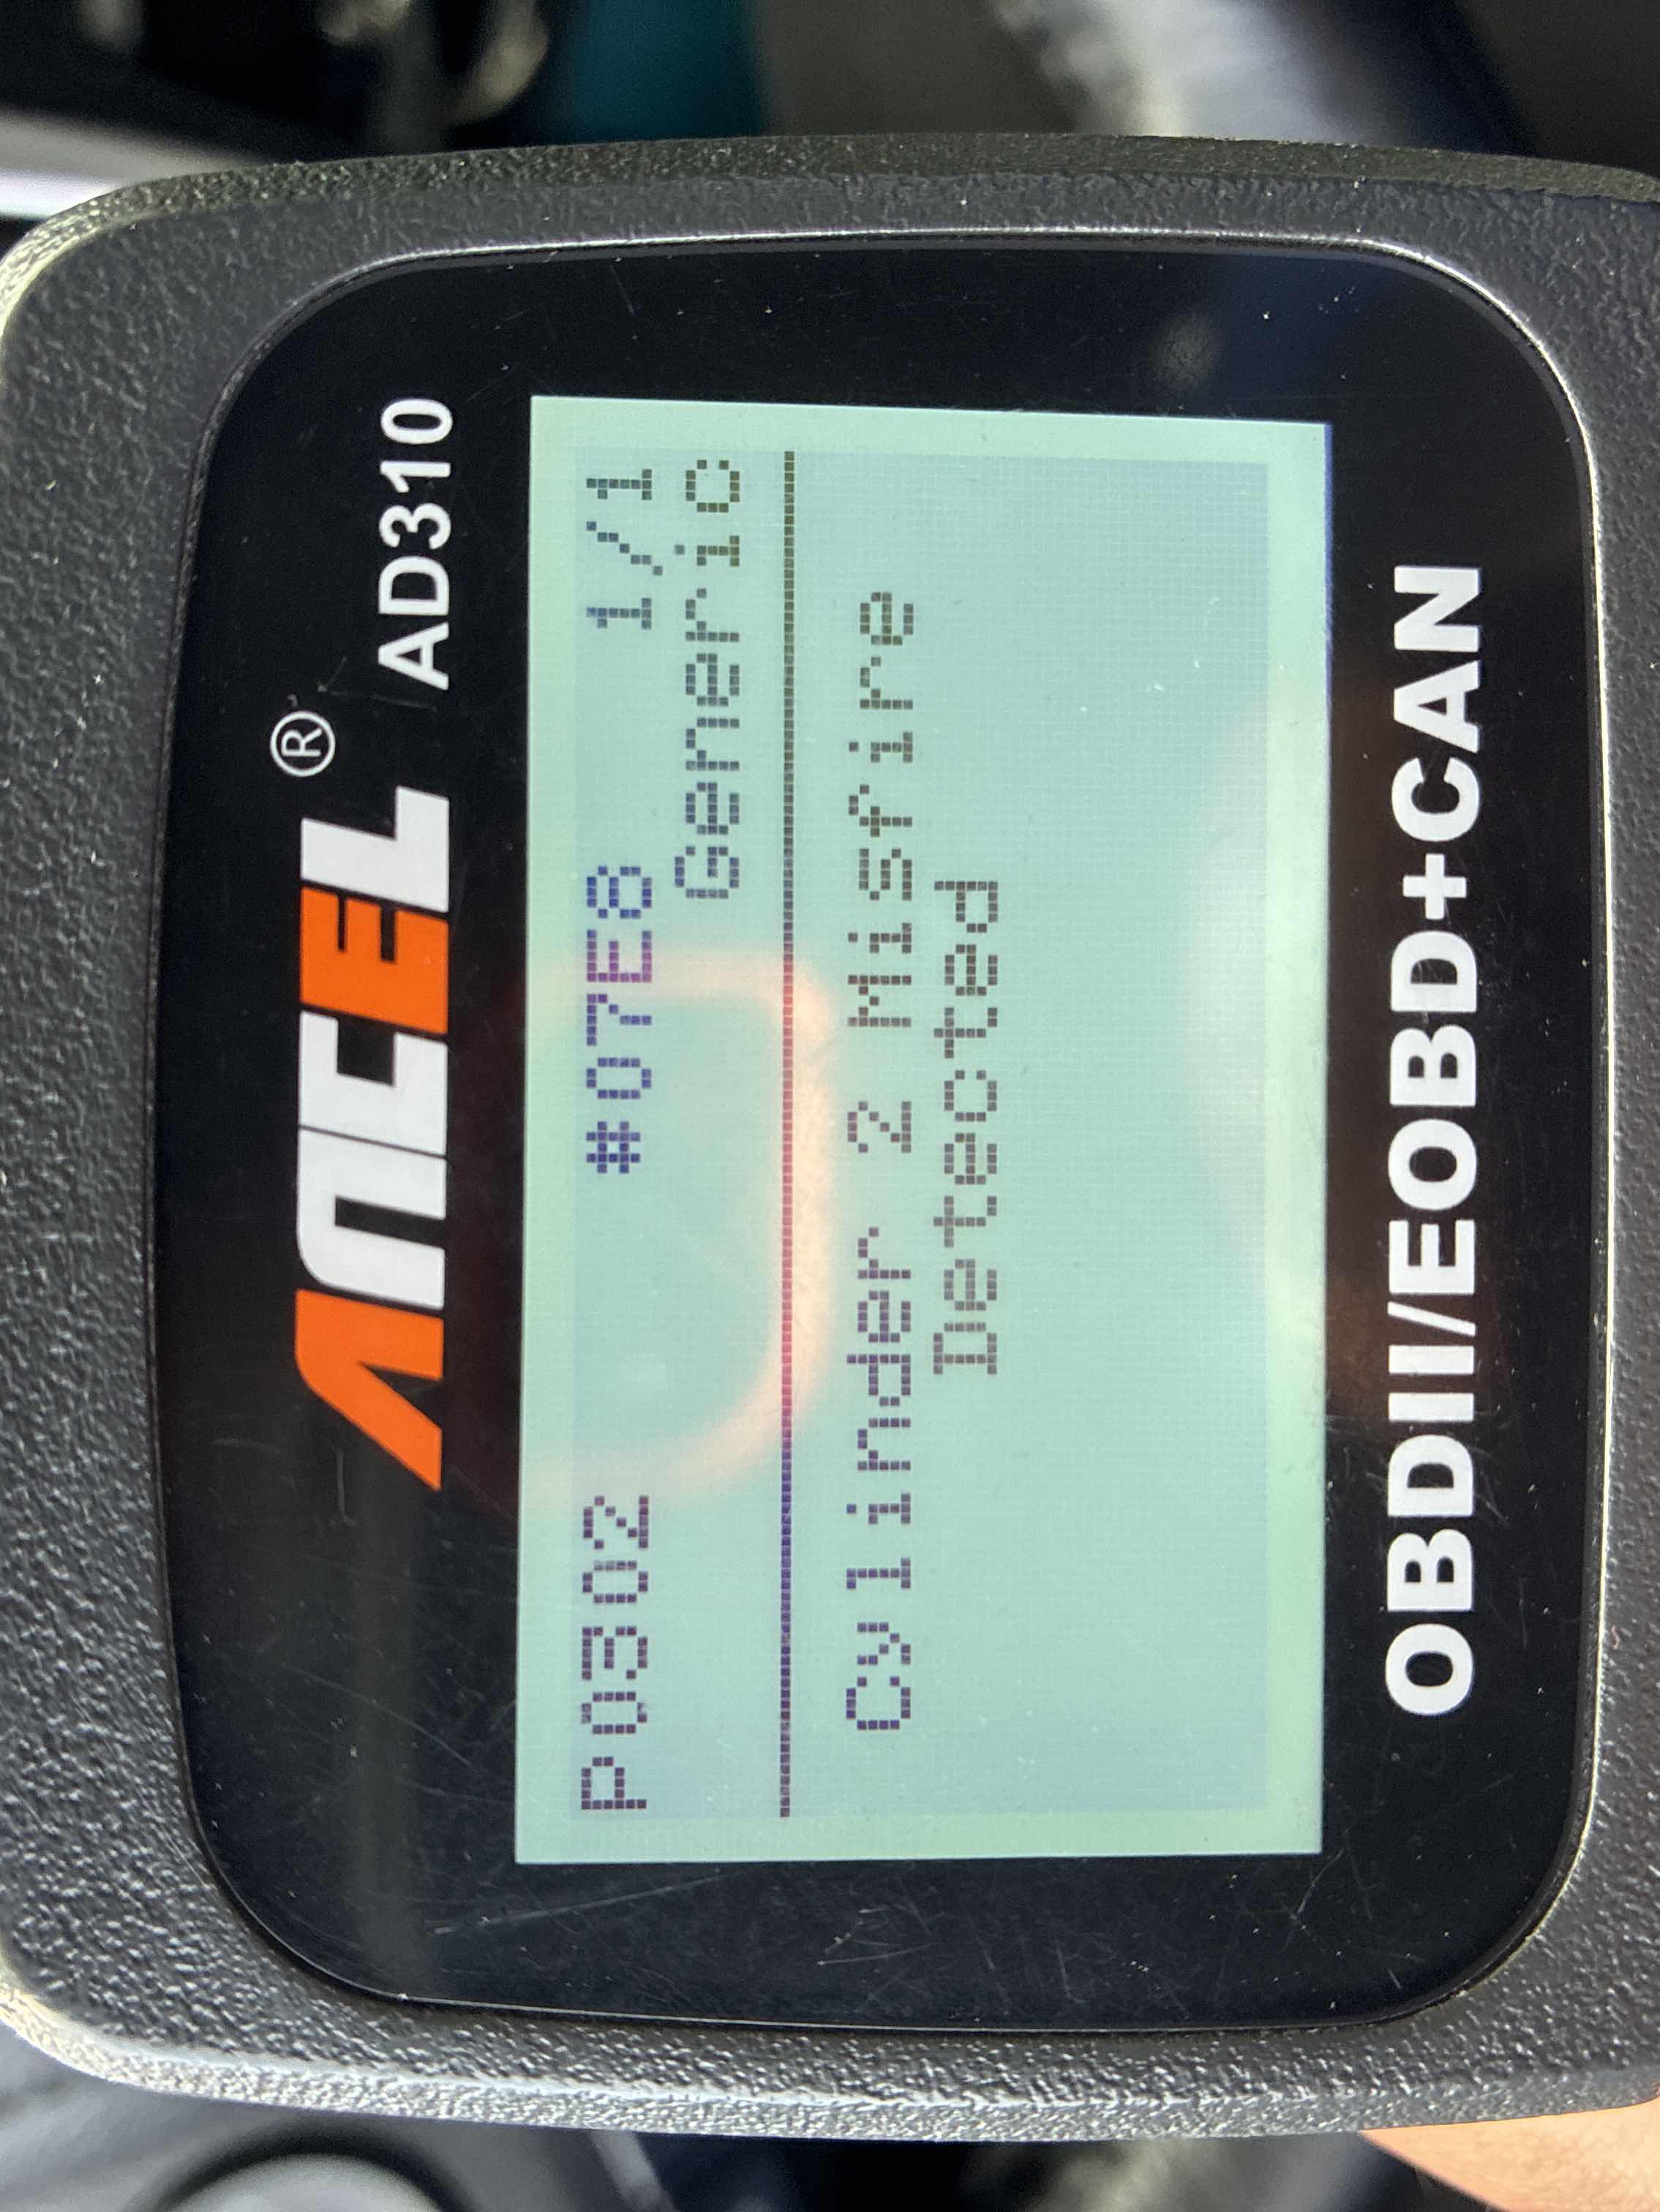 ANCEL® AD310
P0302 *07E8 1/1
Generic
Cylinder 2 Misfire
Detected
OBDII/EOBD+CAN